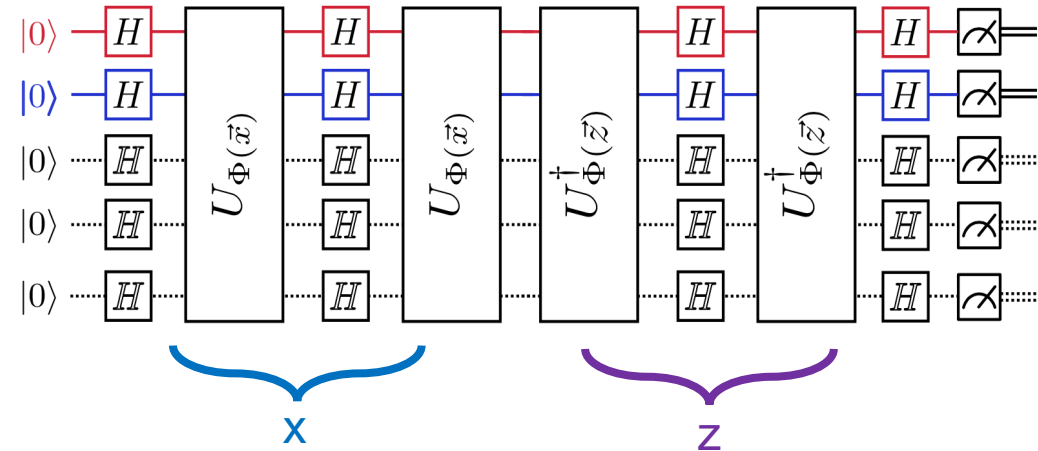 |0⟩ H H H H
|0⟩ H H H H
|0⟩ ℍ ℍ ℍ ℍ
|0⟩ ℍ ℍ ℍ ℍ
|0⟩ ℍ ℍ ℍ ℍ
U_Φ(x⃗) U_Φ(x⃗) U†_Φ(z⃗) U†_Φ(z⃗)
x z